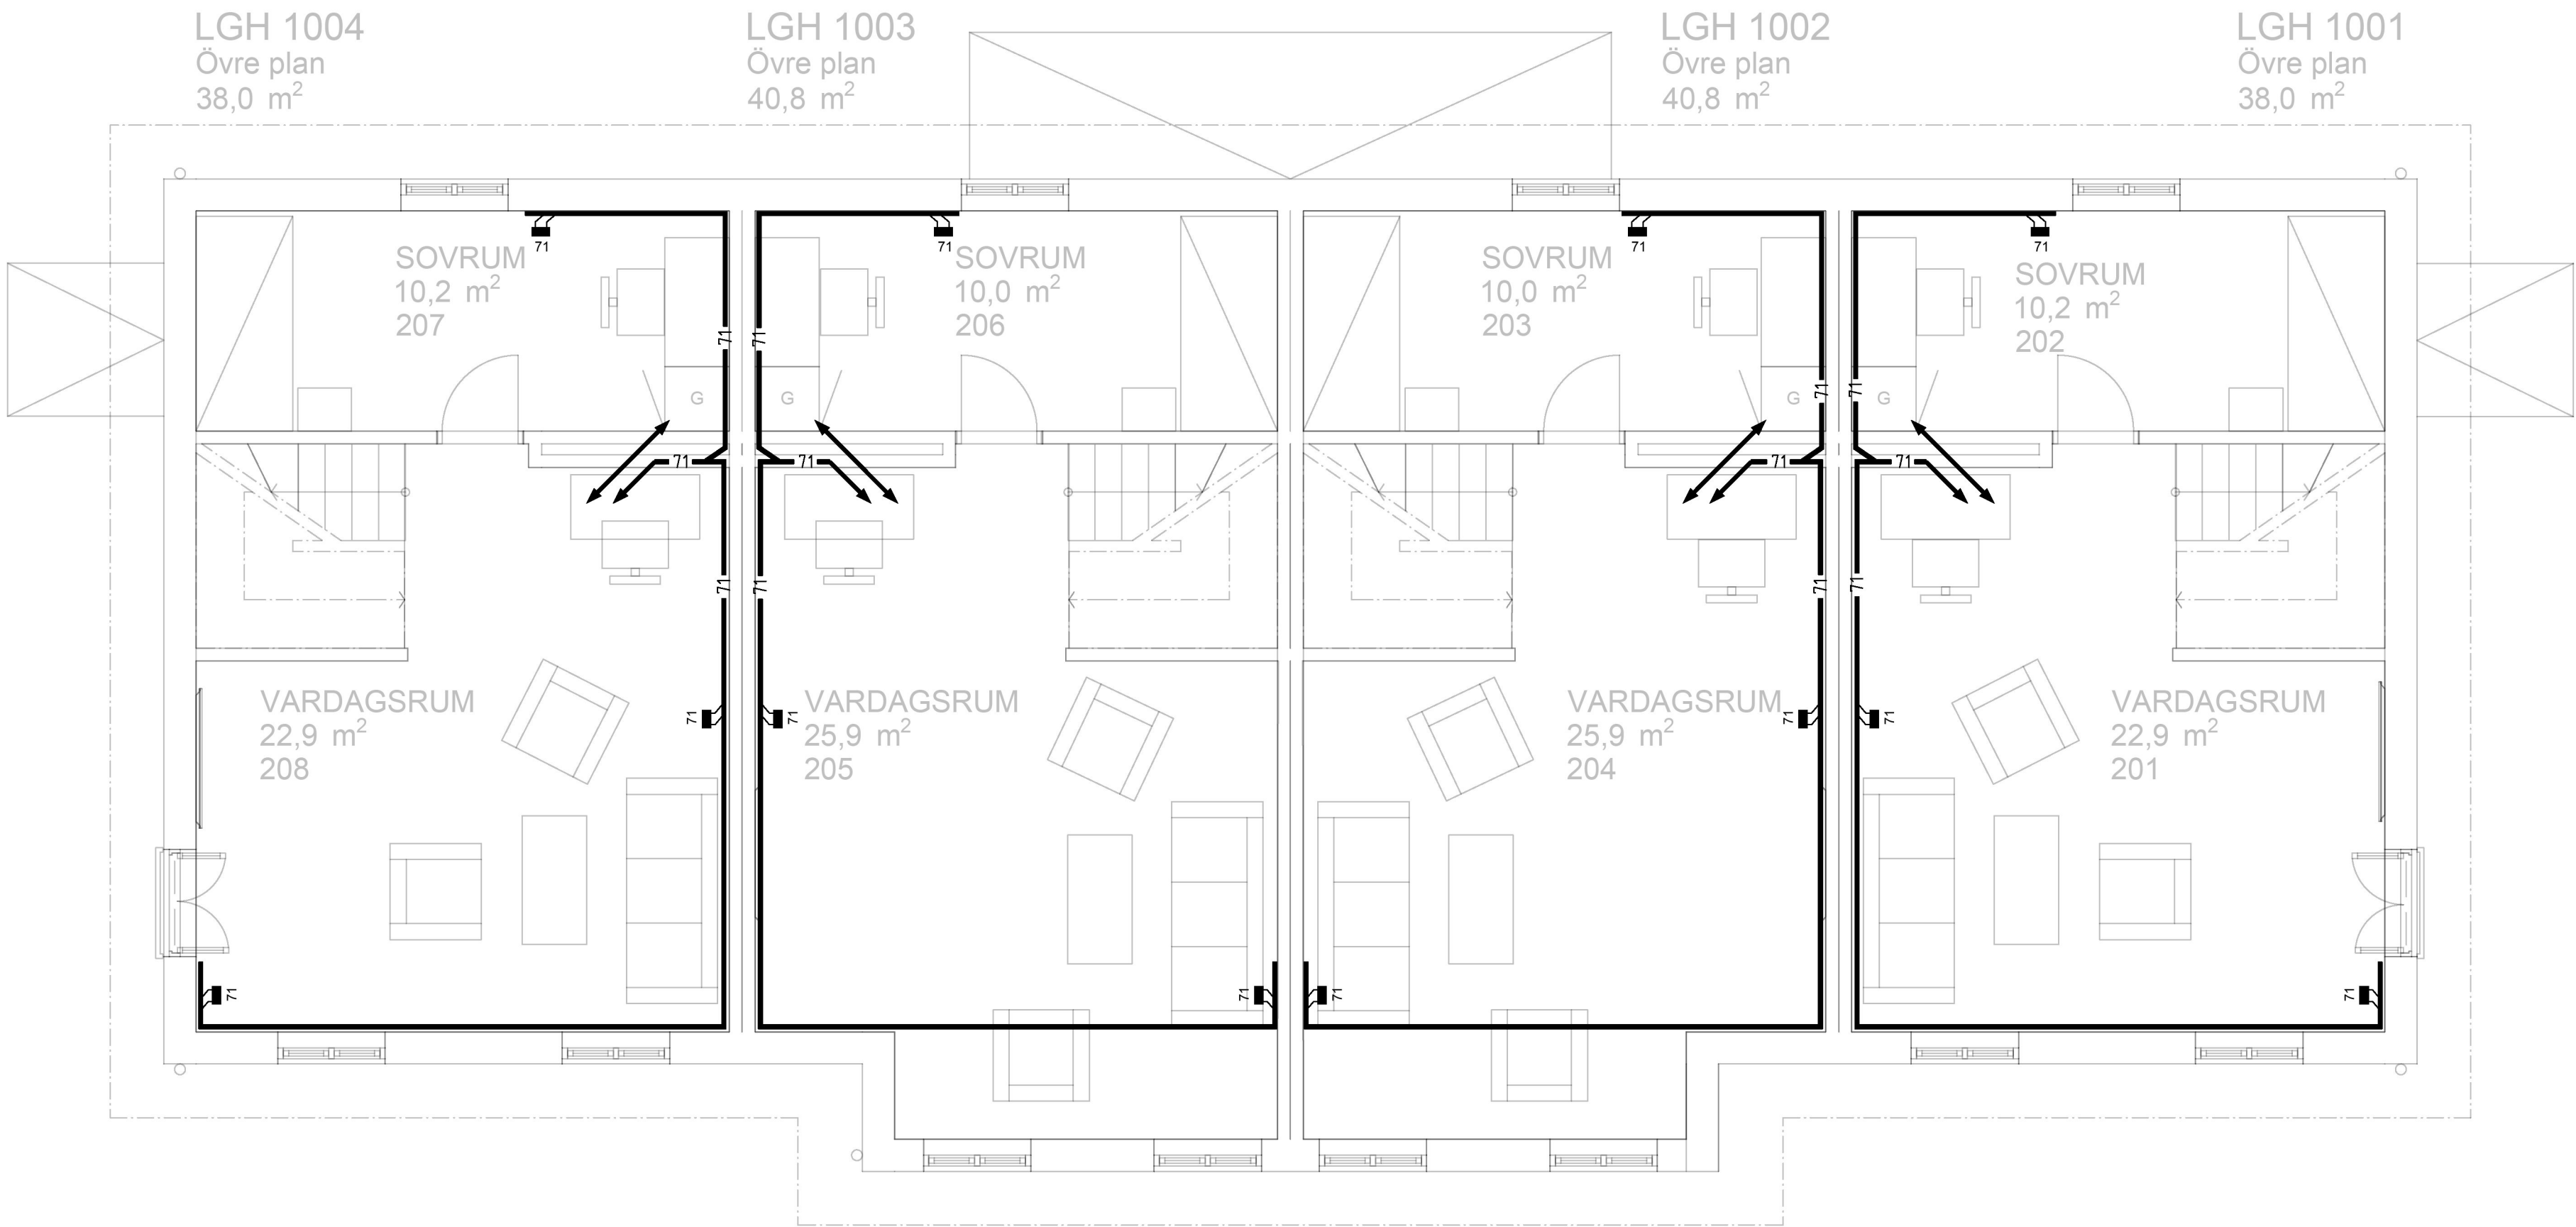 LGH 1004
Övre plan
38,0 m²
LGH 1003
Övre plan
40,8 m²
LGH 1002
Övre plan
40,8 m²
LGH 1001
Övre plan
38,0 m²
71
71
71
71
SOVRUM
10,2 m²
207
SOVRUM
10,0 m²
206
SOVRUM
10,0 m²
203
SOVRUM
10,2 m²
202
71
71
71
71
G
G
G
G
71
71
71
71
71
71
71
71
VARDAGSRUM
22,9 m²
208
71
71
VARDAGSRUM
25,9 m²
205
VARDAGSRUM
25,9 m²
204
71
71
VARDAGSRUM
22,9 m²
201
71
71
71
71